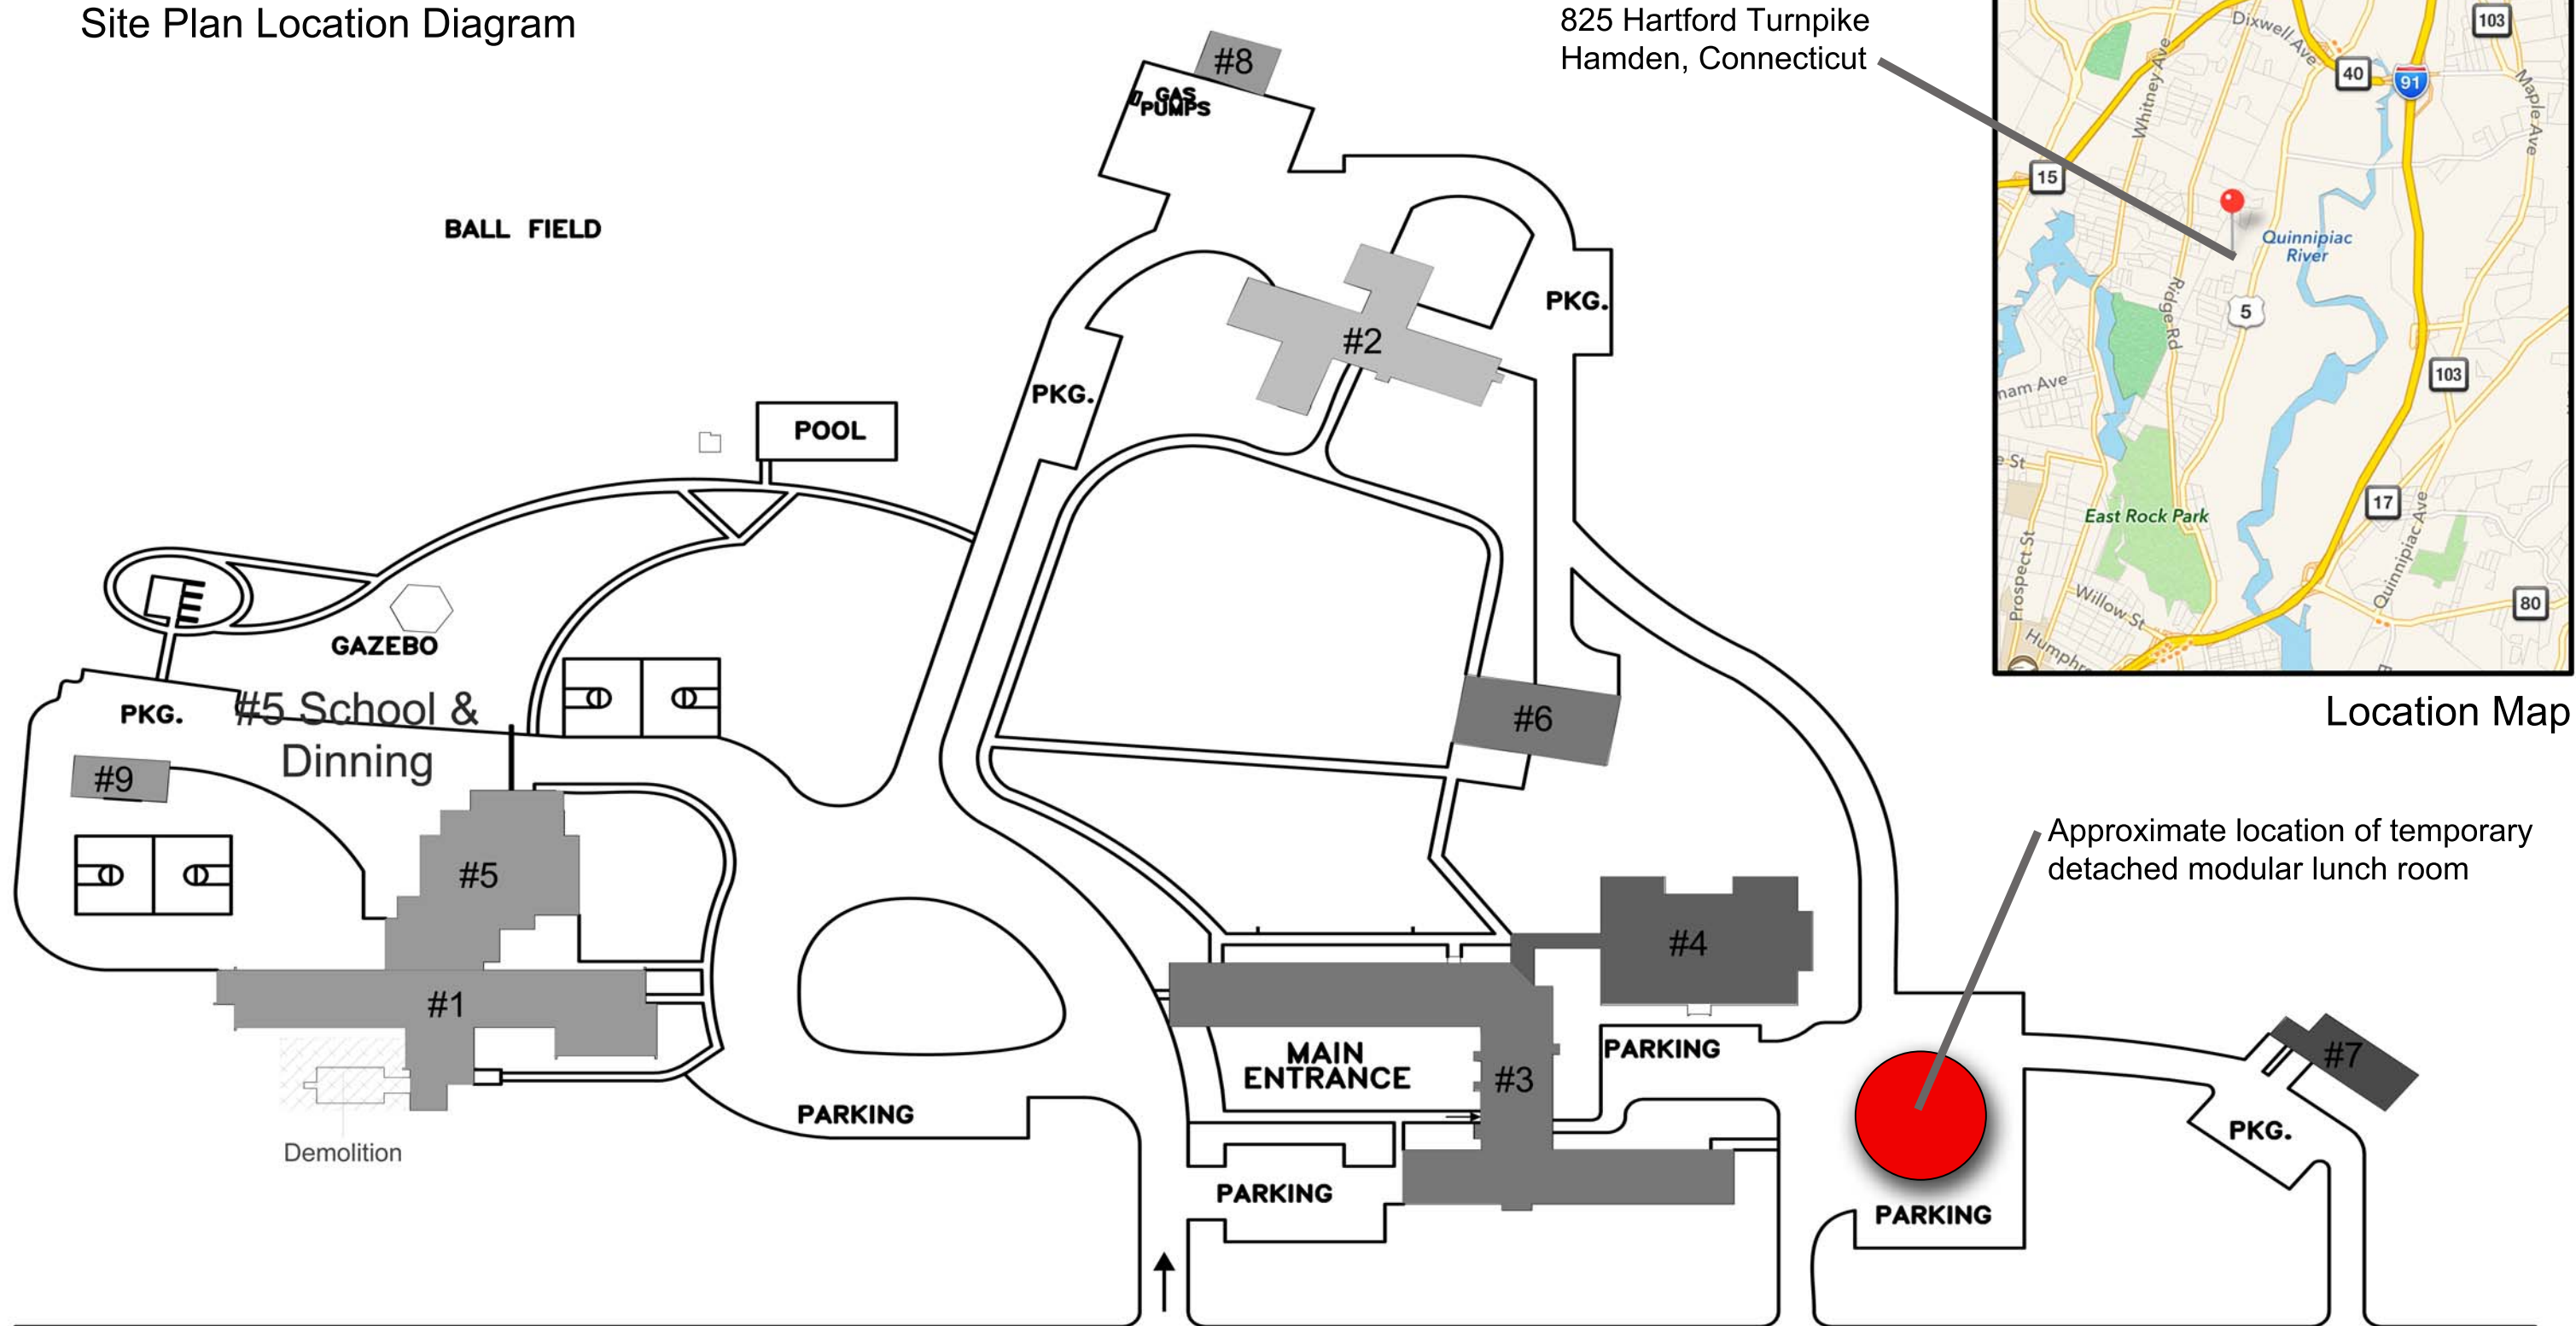 Site Plan Location Diagram
825 Hartford Turnpike
Hamden, Connecticut
#8
GAS
PUMPS
BALL FIELD
PKG.
#2
PKG.
POOL
GAZEBO
#5 School &
Dinning
PKG.
#9
#6
#5
#4
#1
MAIN
ENTRANCE
PARKING
#3
#7
PKG.
PARKING
Demolition
PARKING
PARKING
Approximate location of temporary
detached modular lunch room
Location Map
Dixwell Ave
103
40
91
Whitney Ave
Maple Ave
15
Quinnipiac
River
Ridge Rd
5
103
17
East Rock Park
Quinnipiac Ave
Prospect St
Willow St
80